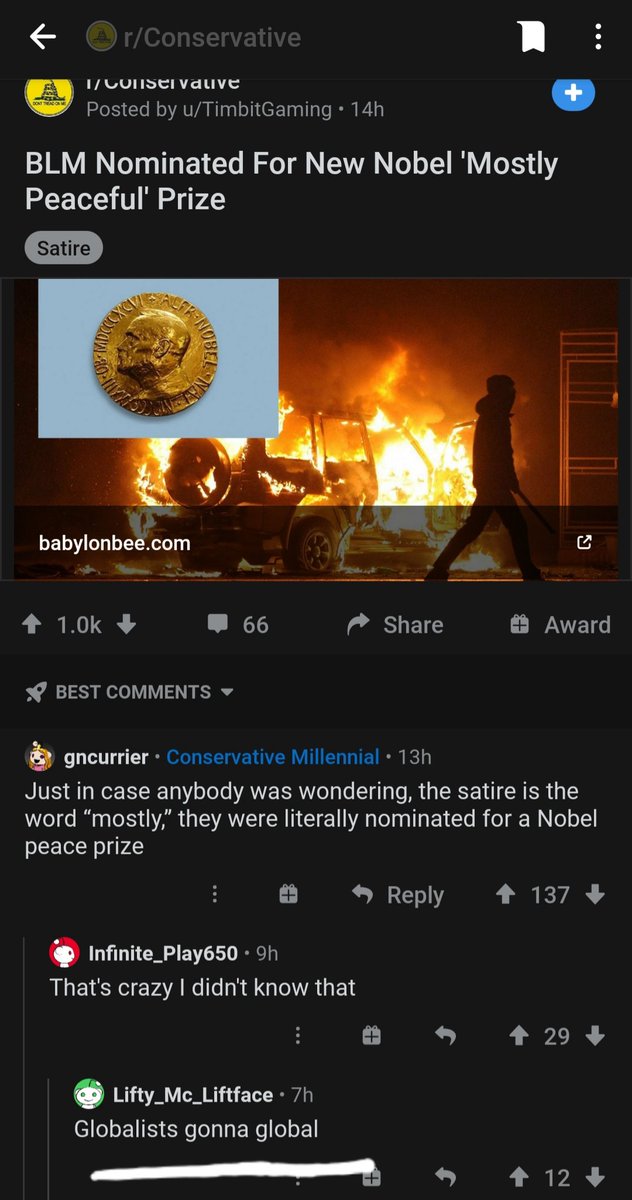 r/Conservative
r/Conservative
Posted by u/TimbitGaming • 14h
BLM Nominated For New Nobel 'Mostly
Peaceful' Prize
Satire
ALFR· NOBEL
babylonbee.com
1.0k
66
Share
Award
BEST COMMENTS
gncurrier • Conservative Millennial • 13h
Just in case anybody was wondering, the satire is the
word “mostly,” they were literally nominated for a Nobel
peace prize
Reply
137
Infinite_Play650 • 9h
That's crazy I didn't know that
29
Lifty_Mc_Liftface • 7h
Globalists gonna global
12